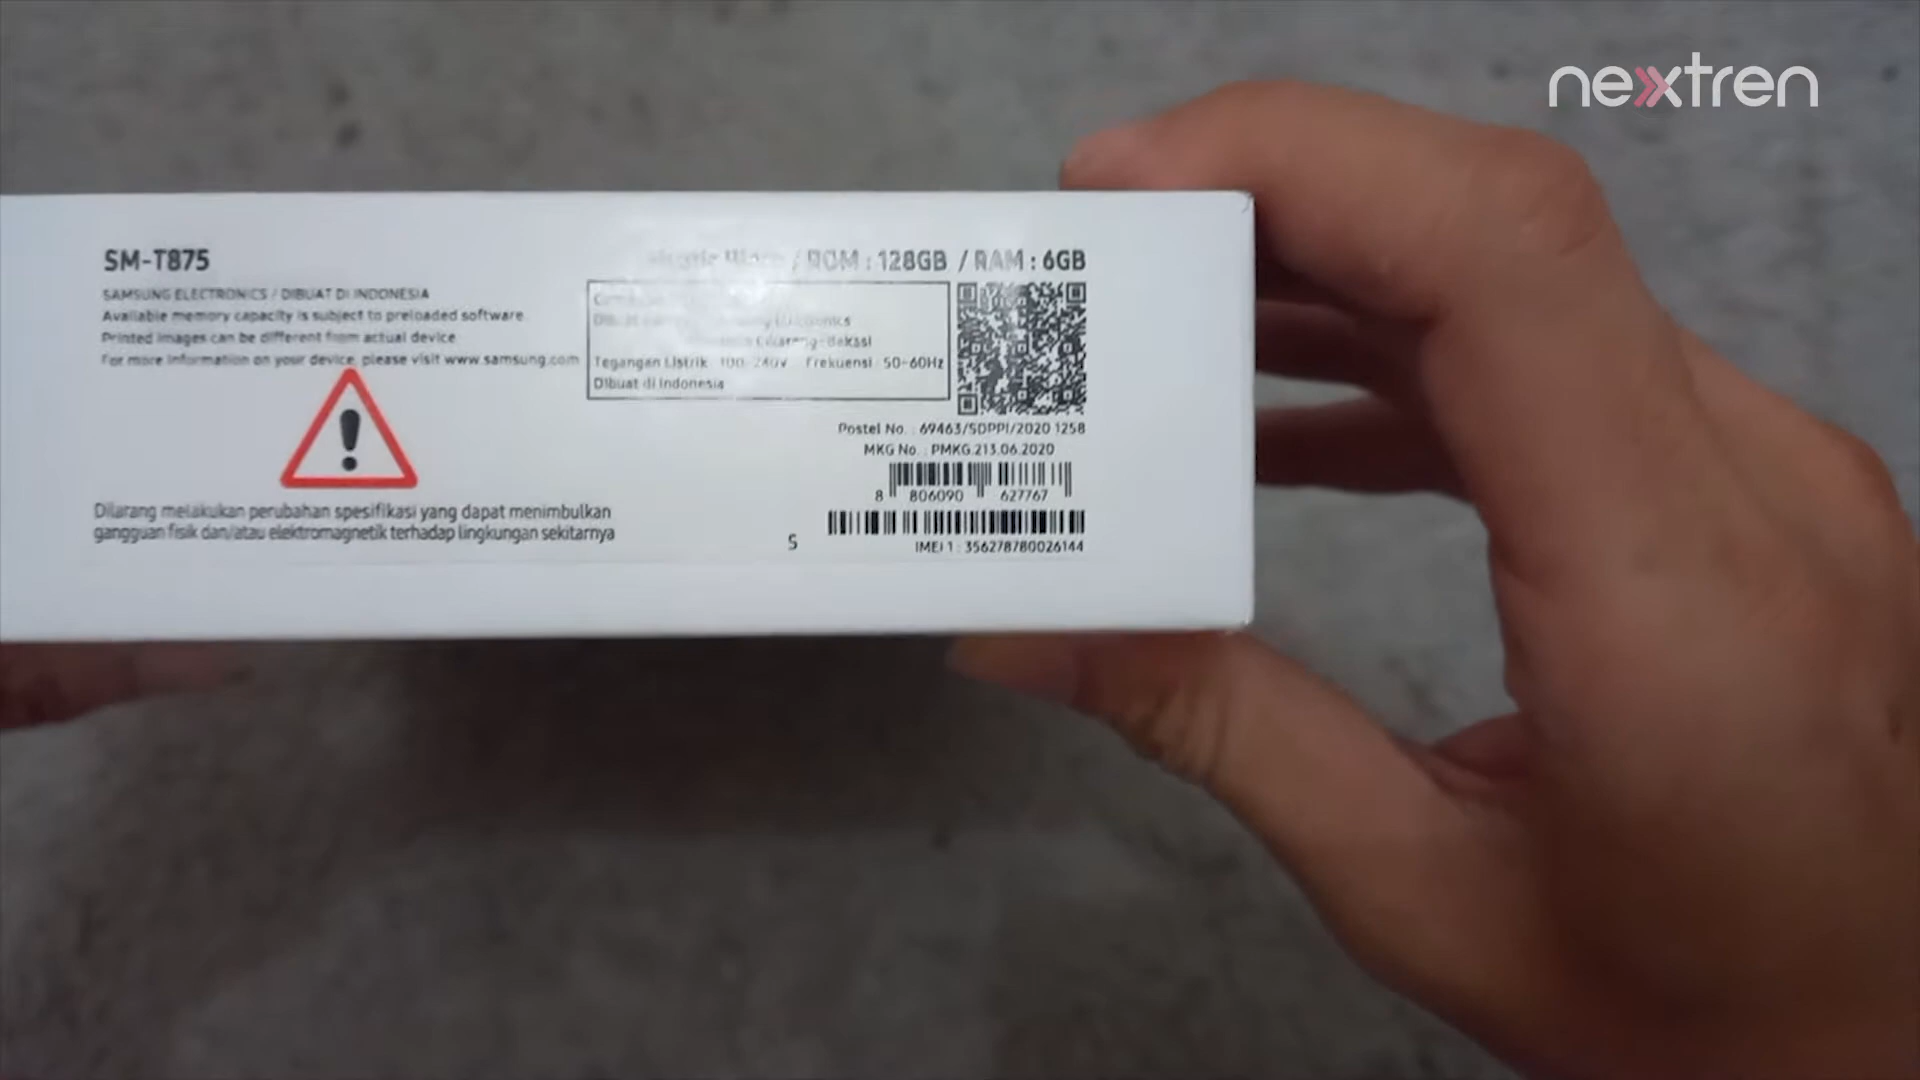 nextren
SM-T875
/ ROM : 128GB / RAM : 6GB
SAMSUNG ELECTRONICS / DIBUAT DI INDONESIA
Available memory capacity is subject to preloaded software.
Printed images can be different from actual device.
For more information on your device, please visit www.samsung.com
Cikarang-Bekasi
Tegangan Listrik 100-240V Frekuensi 50-60Hz
Dibuat di Indonesia
Postel No. : 69463/SDPPI/2020 1258
MKG No. : PMKG.213.06.2020
8 806090 627767
Dilarang melakukan perubahan spesifikasi yang dapat menimbulkan
gangguan fisik dan/atau elektromagnetik terhadap lingkungan sekitarnya
S
IMEI 1 : 356278780026144